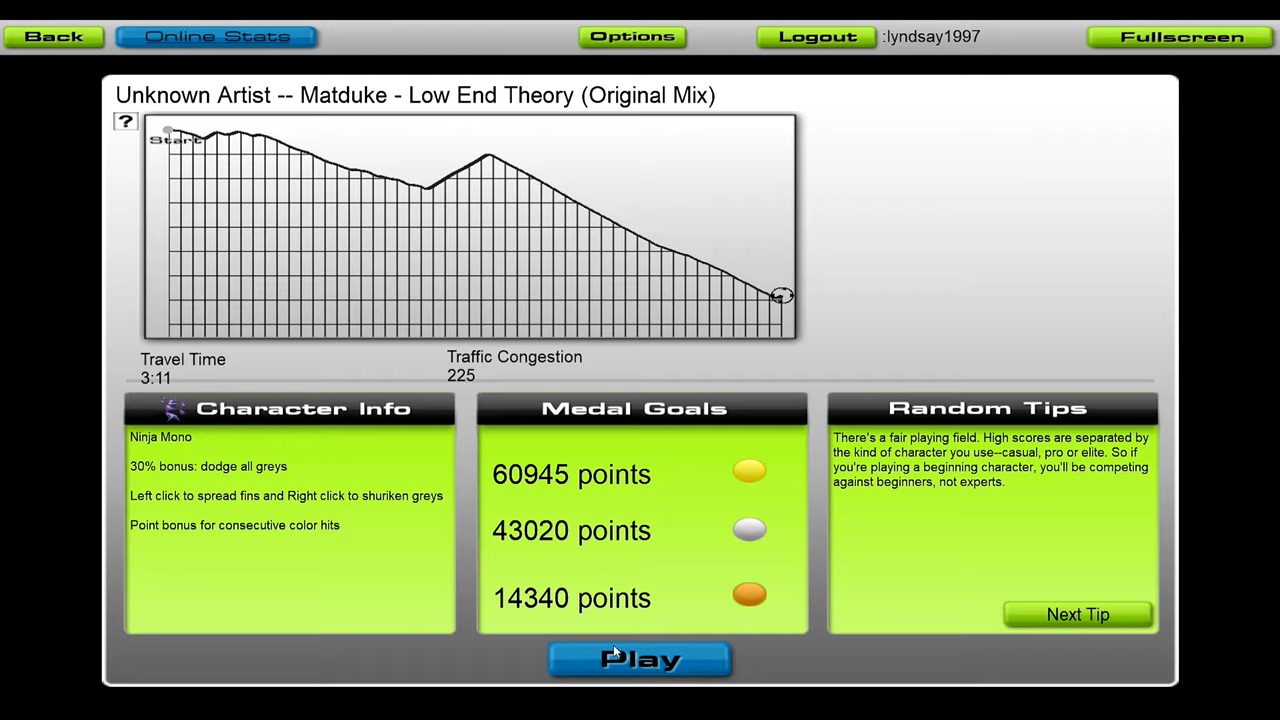 Back
Online Stats
Options
Logout
:lyndsay1997
Fullscreen
Unknown Artist -- Matduke - Low End Theory (Original Mix)
?
Start
Travel Time
3:11
Traffic Congestion
225
Character Info
Ninja Mono
30% bonus: dodge all greys
Left click to spread fins and Right click to shuriken greys
Point bonus for consecutive color hits
Medal Goals
60945 points
43020 points
14340 points
Random Tips
There's a fair playing field. High scores are separated by
the kind of character you use--casual, pro or elite. So if
you're playing a beginning character, you'll be competing
against beginners, not experts.
Next Tip
Play